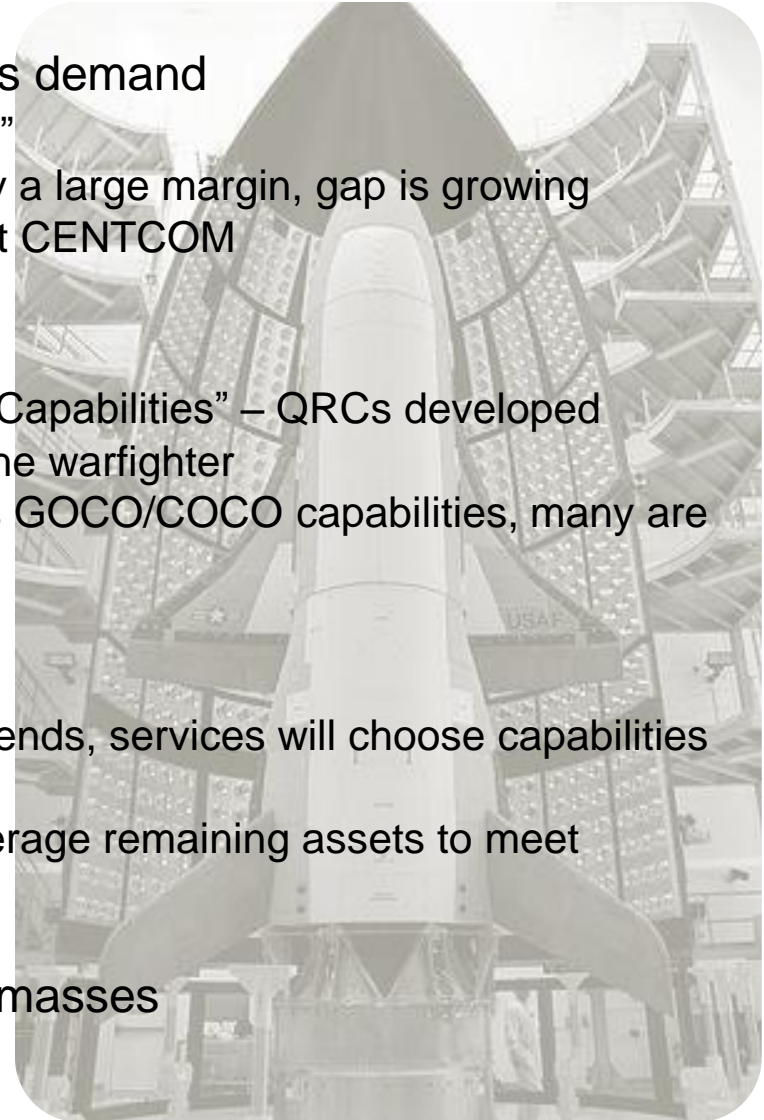 s demand
”
y a large margin, gap is growing
t CENTCOM
Capabilities” – QRCs developed
he warfighter
GOCO/COCO capabilities, many are
USAF
ends, services will choose capabilities
erage remaining assets to meet
masses